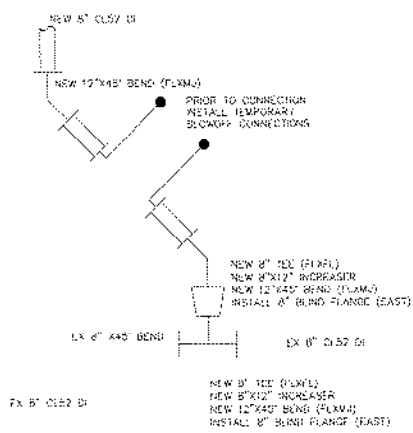 NEW 8" CL52 DI
NEW 12"X45° BEND (FLXMJ)
PRIOR TO CONNECTION
INSTALL TEMPORARY
BLOWOFF CONNECTIONS
NEW 8" TEE (FLXFL)
NEW 8"X12" INCREASER
NEW 12"X45° BEND (FLXMJ)
INSTALL 8" BLIND FLANGE (EAST)
EX 8" X45° BEND
EX 8" CL52 DI
NEW 8" TEE (FLXFL)
NEW 8"X12" INCREASER
NEW 12"X45° BEND (FLXMJ)
INSTALL 8" BLIND FLANGE (EAST)
EX 8" CL52 DI